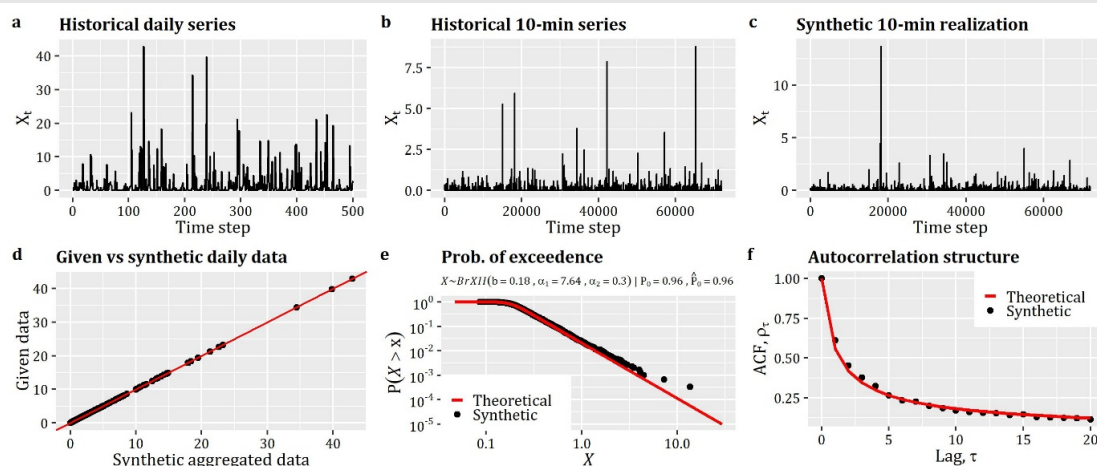 a Historical daily series
40
30
20
10
0
X_t
0 100 200 300 400 500
Time step
b Historical 10-min series
7.5
5.0
2.5
0.0
X_t
0 20000 40000 60000
Time step
c Synthetic 10-min realization
10
5
0
X_t
0 20000 40000 60000
Time step
d Given vs synthetic daily data
40
30
20
10
0
Given data
0 10 20 30 40
Synthetic aggregated data
e Prob. of exceedence
X~BrXII(b = 0.18 , α₁ = 7.64 , α₂ = 0.3) | P₀ = 0.96 , P̂₀ = 0.96
10⁰
10⁻¹
10⁻²
10⁻³
10⁻⁴
10⁻⁵
P(X > x)
Theoretical
Synthetic
0.1 1.0 10.0
X
f Autocorrelation structure
1.00
0.75
0.50
0.25
ACF, ρ_τ
Theoretical
Synthetic
0 5 10 15 20
Lag, τ